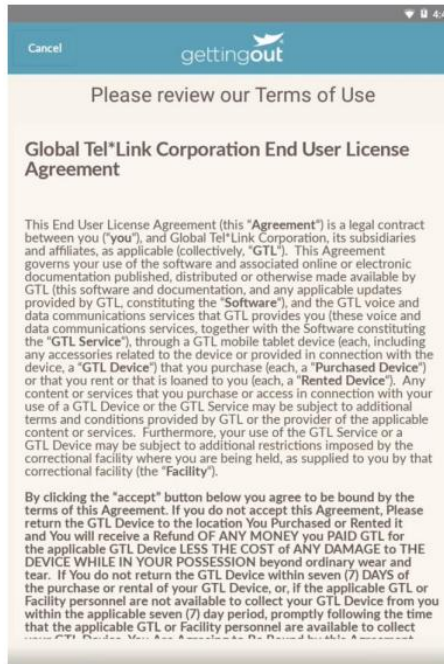 4:4
Cancel
gettingout
Please review our Terms of Use
Global Tel*Link Corporation End User License
Agreement
This End User License Agreement (this "Agreement") is a legal contract
between you ("you"), and Global Tel*Link Corporation, its subsidiaries
and affiliates, as applicable (collectively, "GTL"). This Agreement
governs your use of the software and associated online or electronic
documentation published, distributed or otherwise made available by
GTL (this software and documentation, and any applicable updates
provided by GTL, constituting the "Software"), and the GTL voice and
data communications services that GTL provides you (these voice and
data communications services, together with the Software constituting
the "GTL Service"), through a GTL mobile tablet device (each, including
any accessories related to the device or provided in connection with the
device, a "GTL Device") that you purchase (each, a "Purchased Device")
or that you rent or that is loaned to you (each, a "Rented Device"). Any
content or services that you purchase or access in connection with your
use of a GTL Device or the GTL Service may be subject to additional
terms and conditions provided by GTL or the provider of the applicable
content or services. Furthermore, your use of the GTL Service or a
GTL Device may be subject to additional restrictions imposed by the
correctional facility where you are being held, as supplied to you by that
correctional facility (the "Facility").
By clicking the "accept" button below you agree to be bound by the
terms of this Agreement. If you do not accept this Agreement, Please
return the GTL Device to the location You Purchased or Rented it
and You will receive a Refund OF ANY MONEY you PAID GTL for
the applicable GTL Device LESS THE COST of ANY DAMAGE to THE
DEVICE WHILE IN YOUR POSSESSION beyond ordinary wear and
tear. If You do not return the GTL Device within seven (7) DAYS of
the purchase or rental of your GTL Device, or, if the applicable GTL or
Facility personnel are not available to collect your GTL Device from you
within the applicable seven (7) day period, promptly following the time
that the applicable GTL or Facility personnel are available to collect
your GTL Device, You Are Agreeing to Be Bound by this Agreement